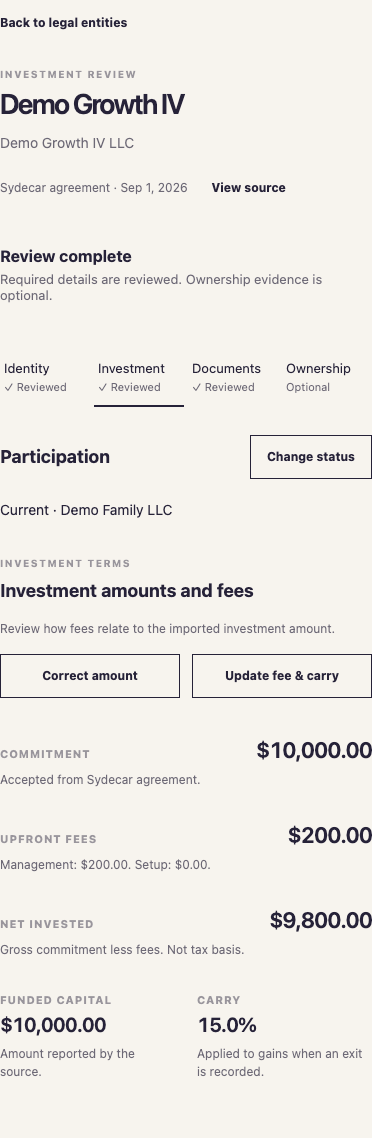 Back to legal entities
INVESTMENT REVIEW
Demo Growth IV
Demo Growth IV LLC
Sydecar agreement · Sep 1, 2026 View source
Review complete
Required details are reviewed. Ownership evidence is
optional.
Identity Investment Documents Ownership
✓ Reviewed ✓ Reviewed ✓ Reviewed Optional
Participation Change status
Current · Demo Family LLC
INVESTMENT TERMS
Investment amounts and fees
Review how fees relate to the imported investment amount.
Correct amount Update fee & carry
COMMITMENT $10,000.00
Accepted from Sydecar agreement.
UPFRONT FEES $200.00
Management: $200.00. Setup: $0.00.
NET INVESTED $9,800.00
Gross commitment less fees. Not tax basis.
FUNDED CAPITAL CARRY
$10,000.00 15.0%
Amount reported by the Applied to gains when an exit
source. is recorded.